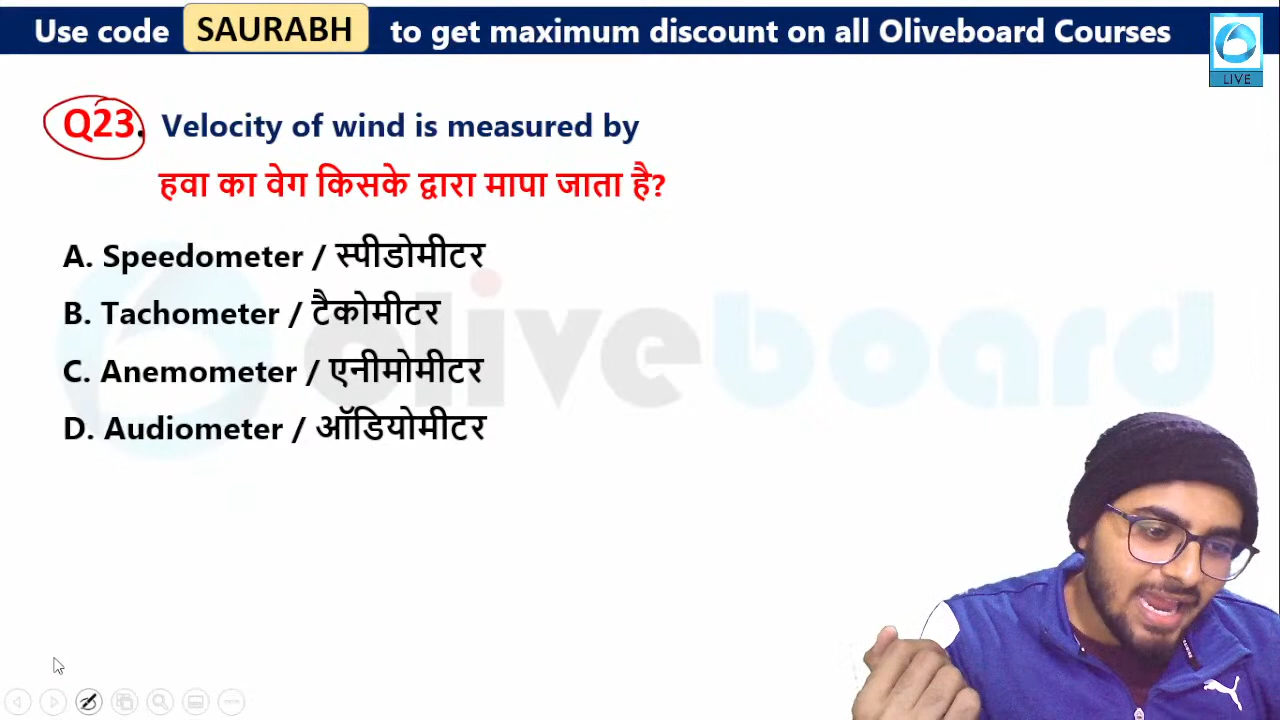 Use code SAURABH to get maximum discount on all Oliveboard Courses
LIVE
Q23. Velocity of wind is measured by
हवा का वेग किसके द्वारा मापा जाता है?
A. Speedometer / स्पीडोमीटर
B. Tachometer / टैकोमीटर
C. Anemometer / एनीमोमीटर
D. Audiometer / ऑडियोमीटर
oliveboard